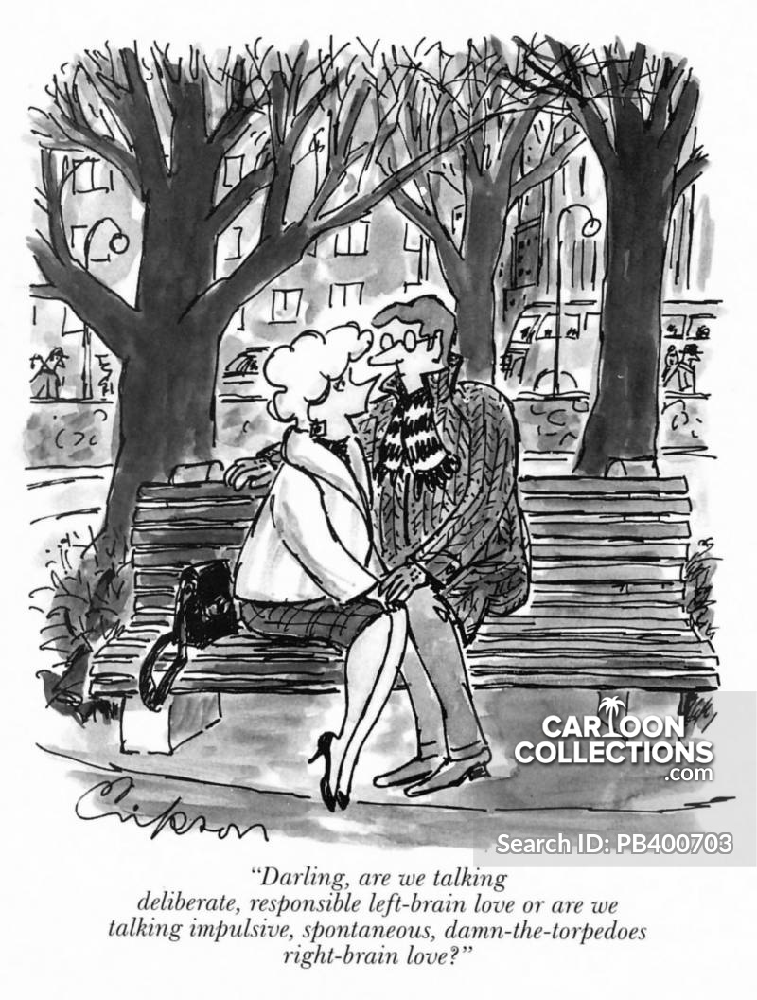 Erikson
CARTOON
COLLECTIONS
.com
Search ID: PB400703
“Darling, are we talking
deliberate, responsible left-brain love or are we
talking impulsive, spontaneous, damn-the-torpedoes
right-brain love?”